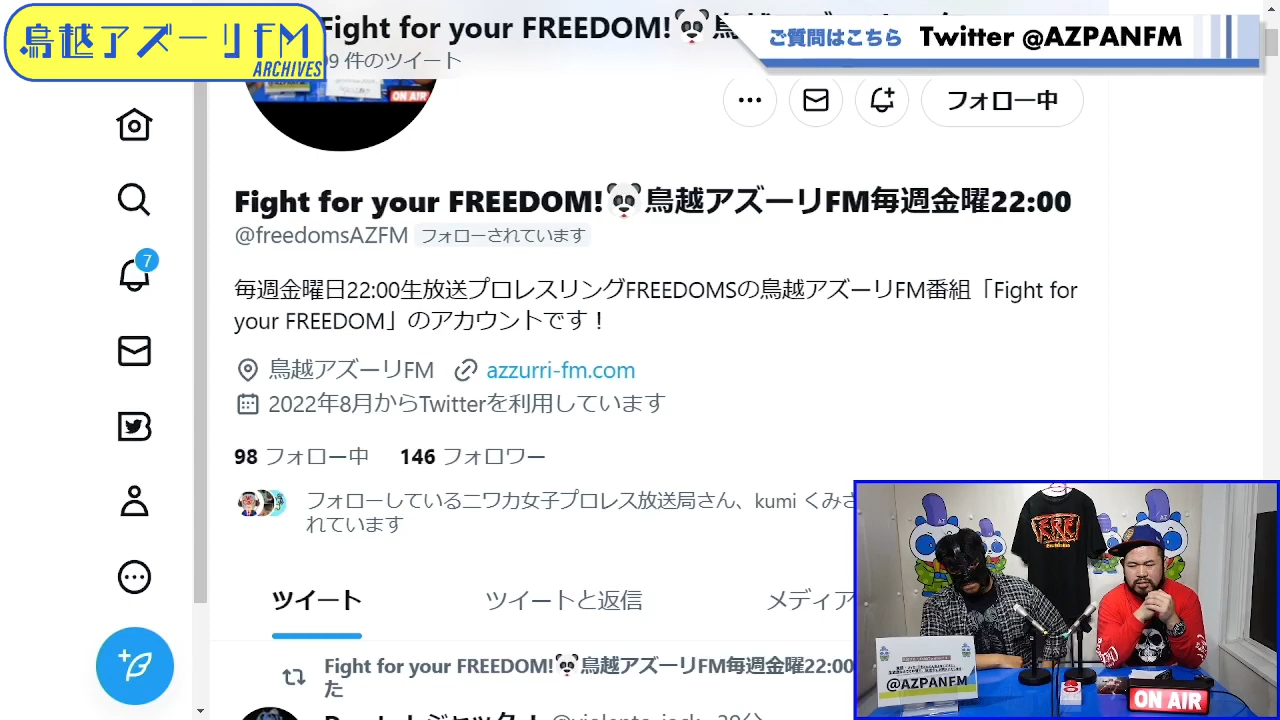 鳥越アズーリFM
ARCHIVES
Fight for your FREEDOM!🐼鳥越
9 件のツイート
ご質問はこちら Twitter @AZPANFM
フォロー中
ON AIR
Fight for your FREEDOM!🐼鳥越アズーリFM毎週金曜22:00
@freedomsAZFM フォローされています
毎週金曜日22:00生放送プロレスリングFREEDOMSの鳥越アズーリFM番組「Fight for
your FREEDOM」のアカウントです！
鳥越アズーリFM azzurri-fm.com
2022年8月からTwitterを利用しています
98 フォロー中 146 フォロワー
フォローしているニワカ女子プロレス放送局さん、kumi くみさ
れています
ツイート ツイートと返信 メディア
Fight for your FREEDOM!🐼鳥越アズーリFM毎週金曜22:00
た
7
@AZPANFM
ON AIR